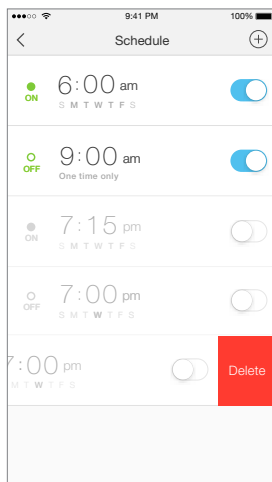 9:41 PM 100%
Schedule
6:00 am
ON
S M T W T F S
9:00 am
OFF
One time only
7:15 pm
ON
S M T W T F S
7:00 pm
OFF
S M T W T F S
7:00 pm
Delete
M T W T F S